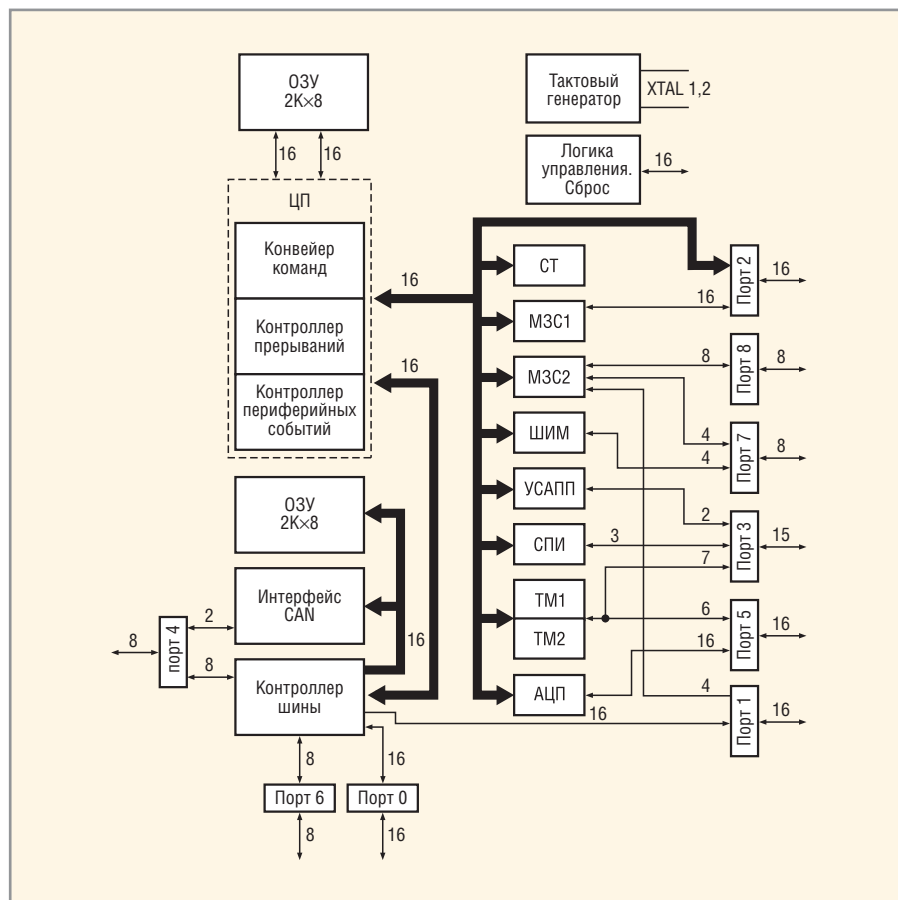 ОЗУ
2К×8
16
16
ЦП
Конвейер
команд
Контроллер
прерываний
Контроллер
периферийных
событий
16
16
ОЗУ
2К×8
Интерфейс
CAN
Контроллер
шины
16
порт 4
8
2
8
8
16
Порт 6
Порт 0
8
16
Тактовый
генератор
XTAL 1,2
Логика
управления.
Сброс
16
СТ
МЗС1
МЗС2
ШИМ
УСАПП
СПИ
ТМ1
ТМ2
АЦП
16
Порт 2
16
8
Порт 8
8
4
4
Порт 7
8
2
3
7
Порт 3
15
6
16
Порт 5
16
4
16
Порт 1
16